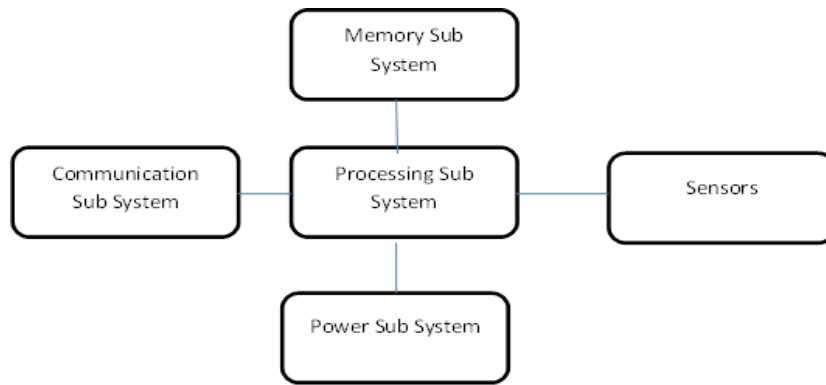 Memory Sub
System
Communication
Sub System
Processing Sub
System
Sensors
Power Sub System